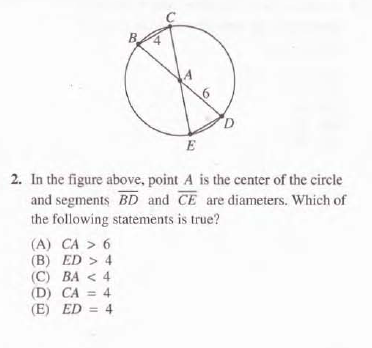 C
B 4
A
6
D
E
2. In the figure above, point A is the center of the circle
and segments BD and CE are diameters. Which of
the following statements is true?
(A) CA > 6
(B) ED > 4
(C) BA < 4
(D) CA = 4
(E) ED = 4